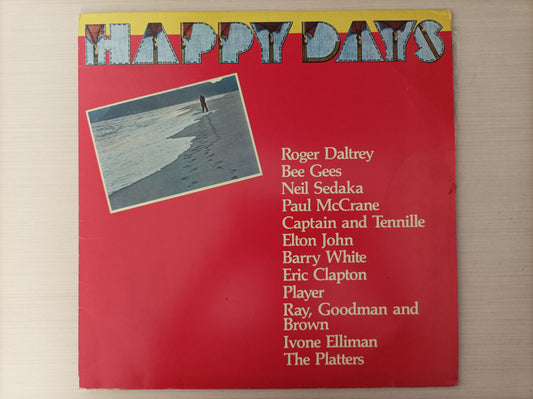 HAPPY DAYS
Roger Daltrey
Bee Gees
Neil Sedaka
Paul McCrane
Captain and Tennille
Elton John
Barry White
Eric Clapton
Player
Ray, Goodman and
Brown
Ivone Elliman
The Platters